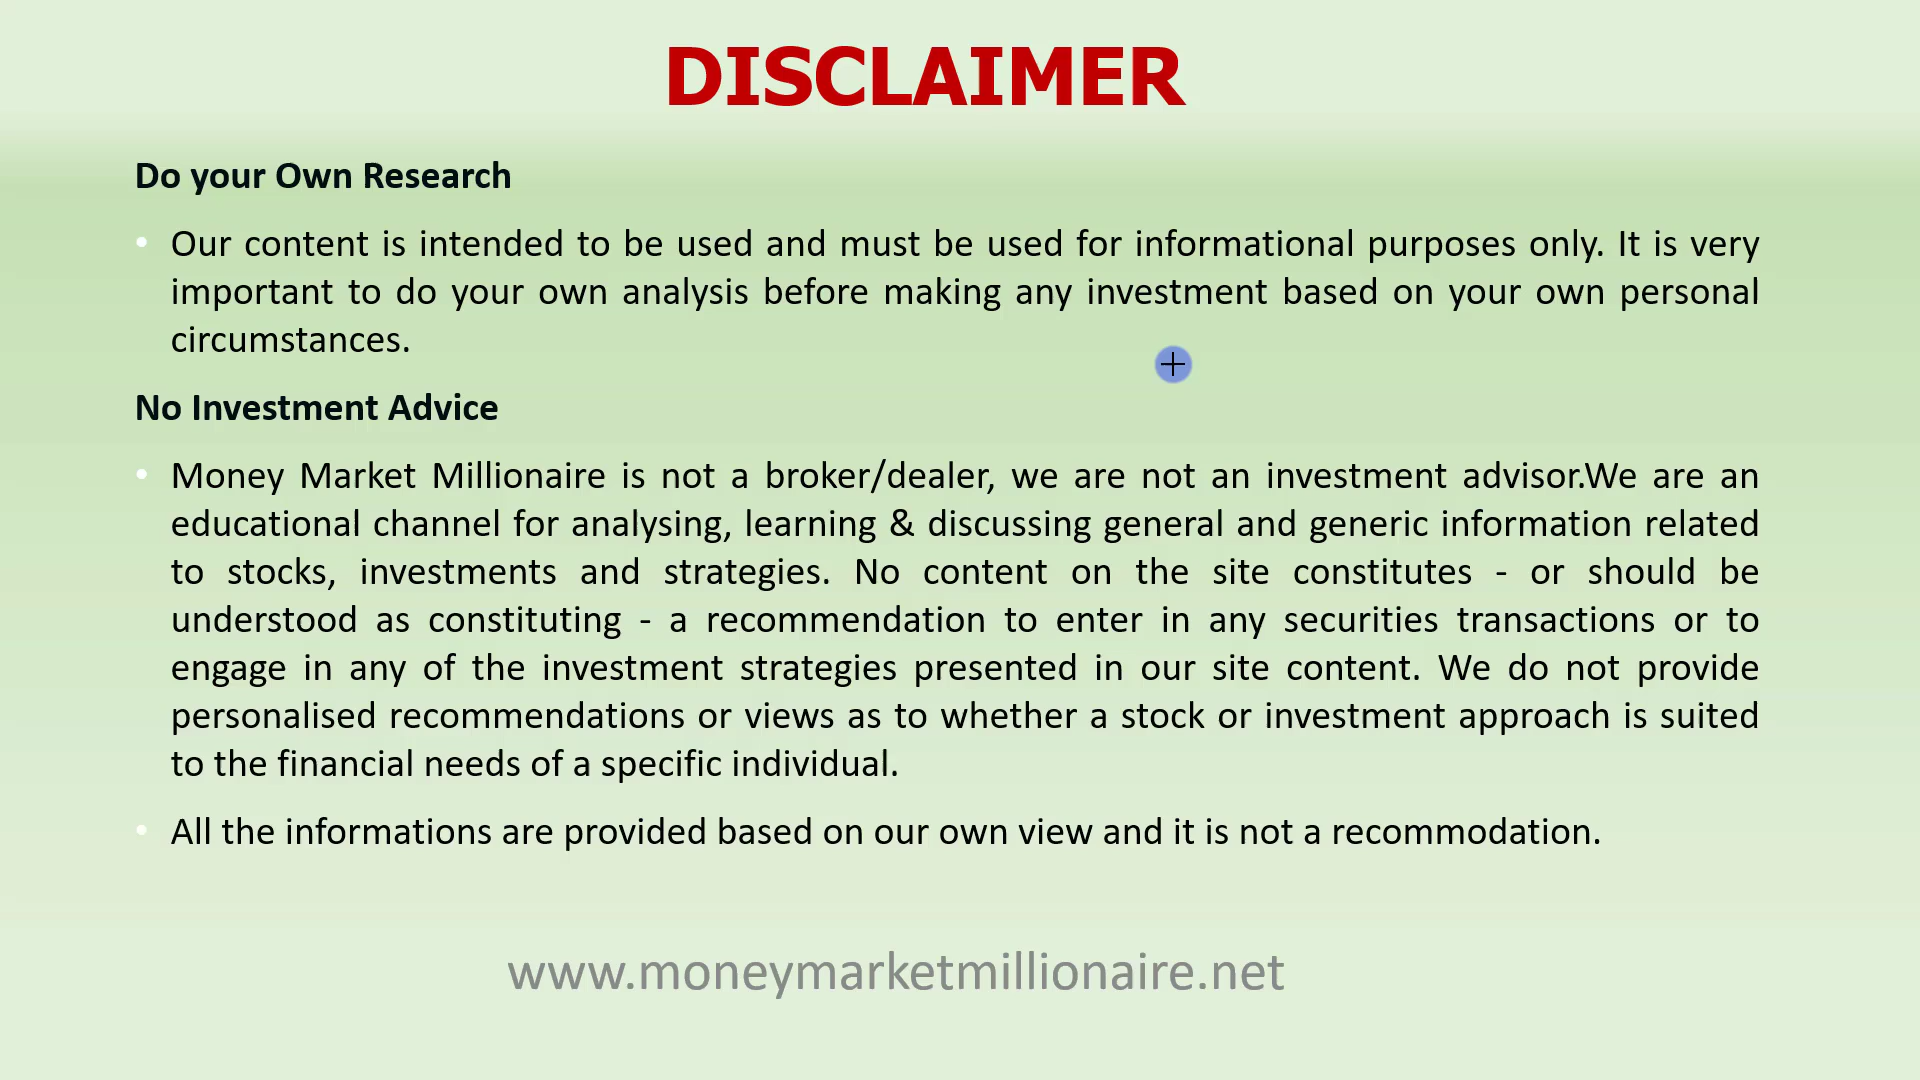 DISCLAIMER
Do your Own Research
• Our content is intended to be used and must be used for informational purposes only. It is very
important to do your own analysis before making any investment based on your own personal
circumstances.
No Investment Advice
• Money Market Millionaire is not a broker/dealer, we are not an investment advisor.We are an
educational channel for analysing, learning & discussing general and generic information related
to stocks, investments and strategies. No content on the site constitutes - or should be
understood as constituting - a recommendation to enter in any securities transactions or to
engage in any of the investment strategies presented in our site content. We do not provide
personalised recommendations or views as to whether a stock or investment approach is suited
to the financial needs of a specific individual.
• All the informations are provided based on our own view and it is not a recommodation.
www.moneymarketmillionaire.net